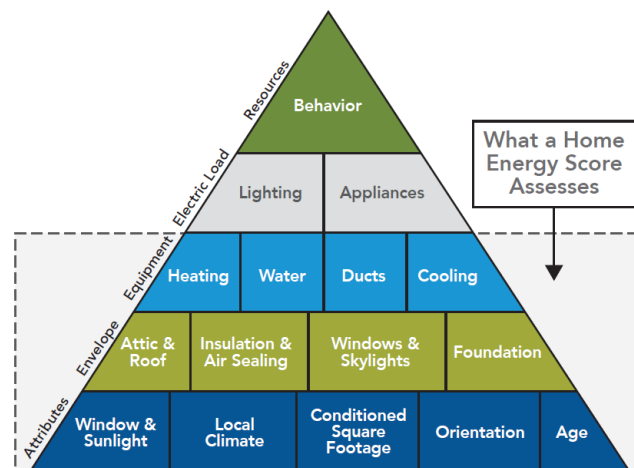 Resources
Behavior
What a Home
Energy Score
Assesses
Electric Load
Lighting
Appliances
Equipment
Heating
Water
Ducts
Cooling
Envelope
Attic &
Roof
Insulation &
Air Sealing
Windows &
Skylights
Foundation
Attributes
Window &
Sunlight
Local
Climate
Conditioned
Square
Footage
Orientation
Age